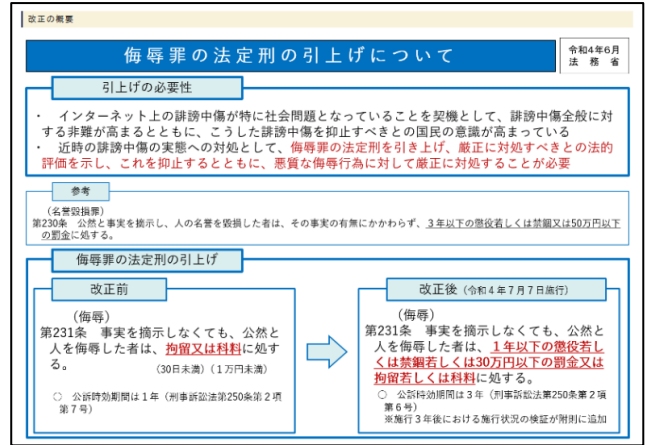 改正の概要
侮辱罪の法定刑の引上げについて
令和4年6月
法務省
引上げの必要性
・ インターネット上の誹謗中傷が特に社会問題となっていることを契機として、誹謗中傷全般に対
する非難が高まるとともに、こうした誹謗中傷を抑止すべきとの国民の意識が高まっている
・ 近時の誹謗中傷の実態への対処として、侮辱罪の法定刑を引き上げ、厳正に対処すべきとの法的
評価を示し、これを抑止するとともに、悪質な侮辱行為に対して厳正に対処することが必要
参考
（名誉毀損罪）
第230条 公然と事実を摘示し、人の名誉を毀損した者は、その事実の有無にかかわらず、３年以下の懲役若しくは禁錮又は50万円以下
の罰金に処する。
侮辱罪の法定刑の引上げ
改正前
（侮辱）
第231条 事実を摘示しなくても、公然と
人を侮辱した者は、拘留又は科料に処す
る。
（30日未満）（１万円未満）
○ 公訴時効期間は１年（刑事訴訟法第250条第２項
第７号）
改正後（令和４年７月７日施行）
（侮辱）
第231条 事実を摘示しなくても、公然と
人を侮辱した者は、１年以下の懲役若し
くは禁錮若しくは30万円以下の罰金又は
拘留若しくは科料に処する。
○ 公訴時効期間は３年（刑事訴訟法第250条第２項
第６号）
※施行３年後における施行状況の検証が附則に追加